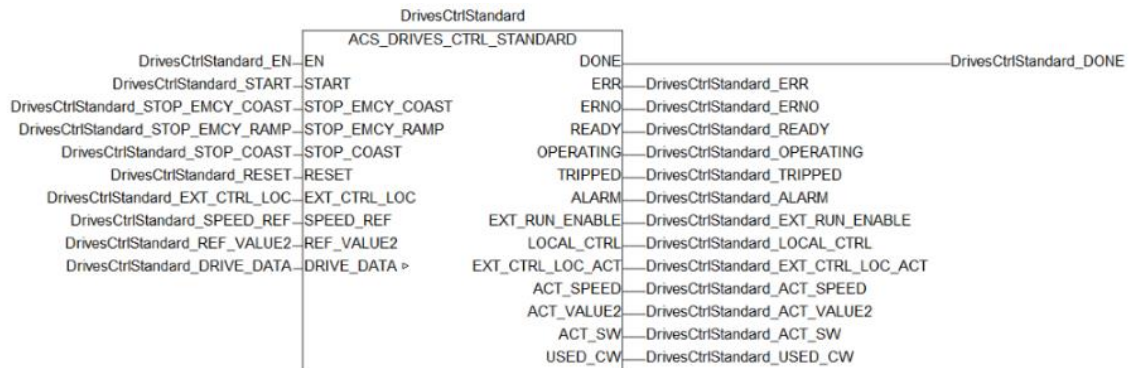 DrivesCtrlStandard
ACS_DRIVES_CTRL_STANDARD
DrivesCtrlStandard_EN EN DONE DrivesCtrlStandard_DONE
DrivesCtrlStandard_START START ERR DrivesCtrlStandard_ERR
DrivesCtrlStandard_STOP_EMCY_COAST STOP_EMCY_COAST ERNO DrivesCtrlStandard_ERNO
DrivesCtrlStandard_STOP_EMCY_RAMP STOP_EMCY_RAMP READY DrivesCtrlStandard_READY
DrivesCtrlStandard_STOP_COAST STOP_COAST OPERATING DrivesCtrlStandard_OPERATING
DrivesCtrlStandard_RESET RESET TRIPPED DrivesCtrlStandard_TRIPPED
DrivesCtrlStandard_EXT_CTRL_LOC EXT_CTRL_LOC ALARM DrivesCtrlStandard_ALARM
DrivesCtrlStandard_SPEED_REF SPEED_REF EXT_RUN_ENABLE DrivesCtrlStandard_EXT_RUN_ENABLE
DrivesCtrlStandard_REF_VALUE2 REF_VALUE2 LOCAL_CTRL DrivesCtrlStandard_LOCAL_CTRL
DrivesCtrlStandard_DRIVE_DATA DRIVE_DATA ▹ EXT_CTRL_LOC_ACT DrivesCtrlStandard_EXT_CTRL_LOC_ACT
ACT_SPEED DrivesCtrlStandard_ACT_SPEED
ACT_VALUE2 DrivesCtrlStandard_ACT_VALUE2
ACT_SW DrivesCtrlStandard_ACT_SW
USED_CW DrivesCtrlStandard_USED_CW